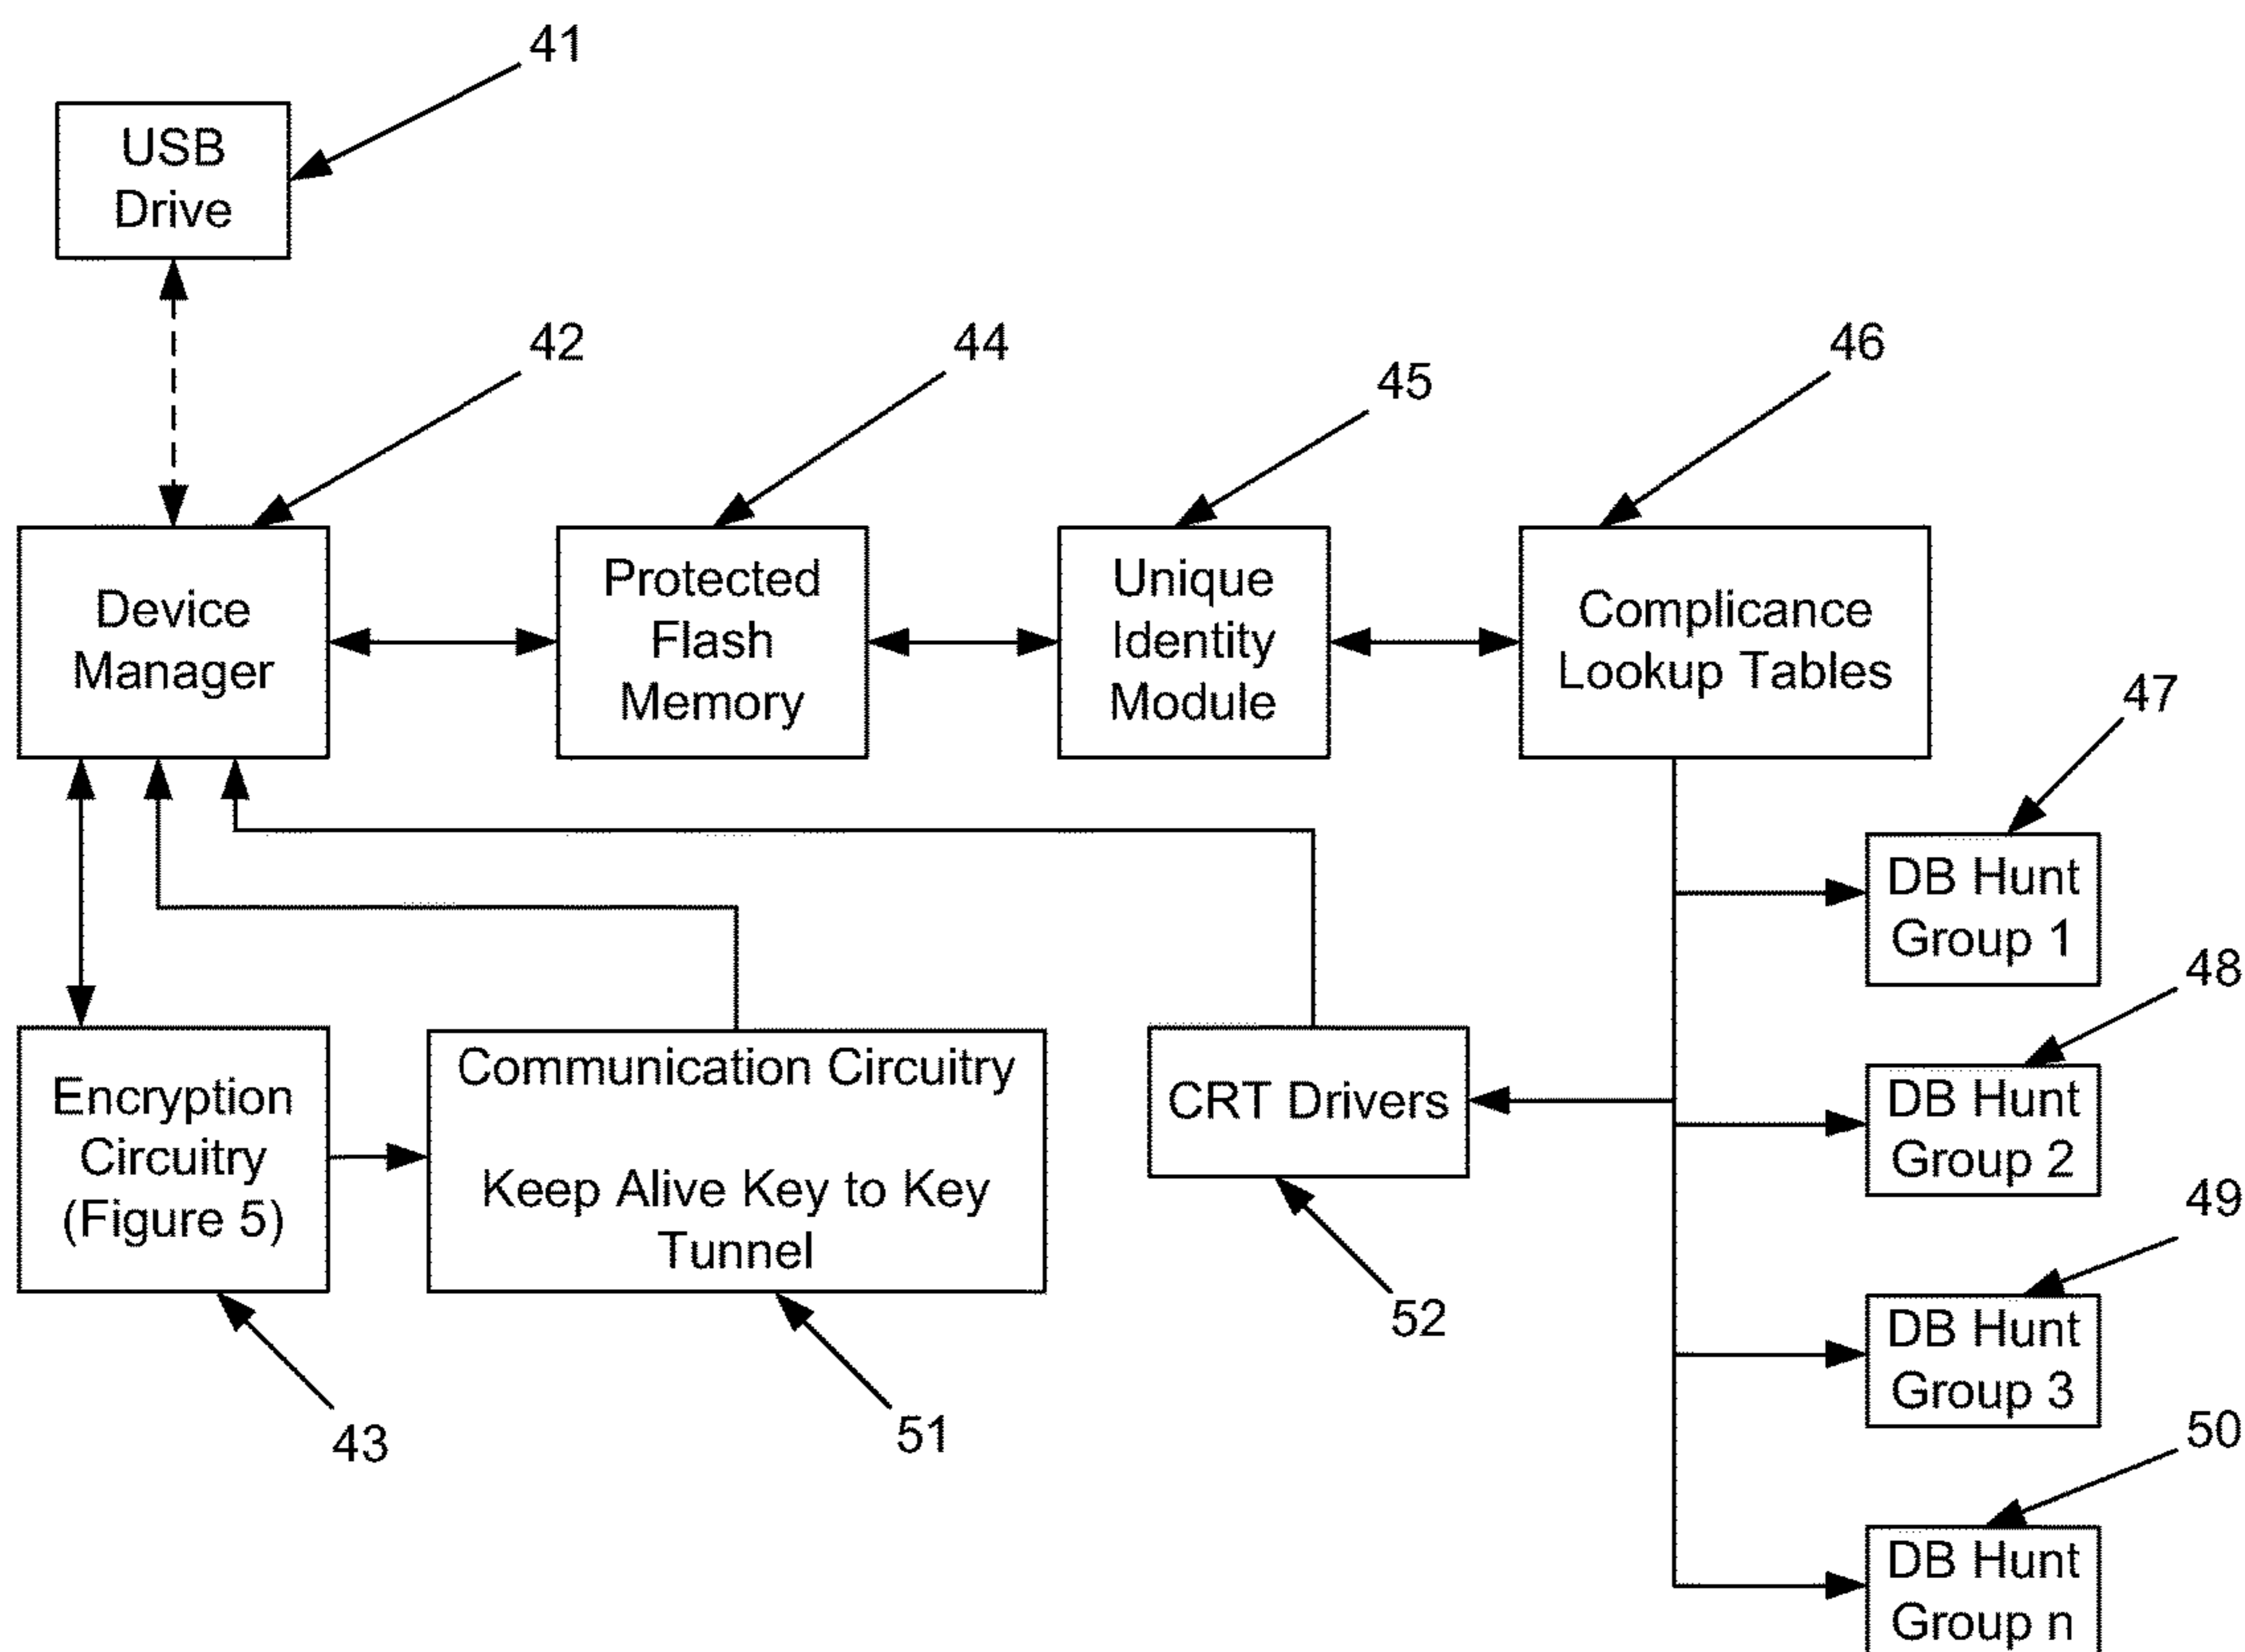 41
USB
Drive
42
44
45
46
Device
Manager
Protected
Flash
Memory
Unique
Identity
Module
Complicance
Lookup Tables
47
DB Hunt
Group 1
48
Encryption
Circuitry
(Figure 5)
Communication Circuitry
Keep Alive Key to Key
Tunnel
CRT Drivers
DB Hunt
Group 2
49
52
DB Hunt
Group 3
43
51
50
DB Hunt
Group n